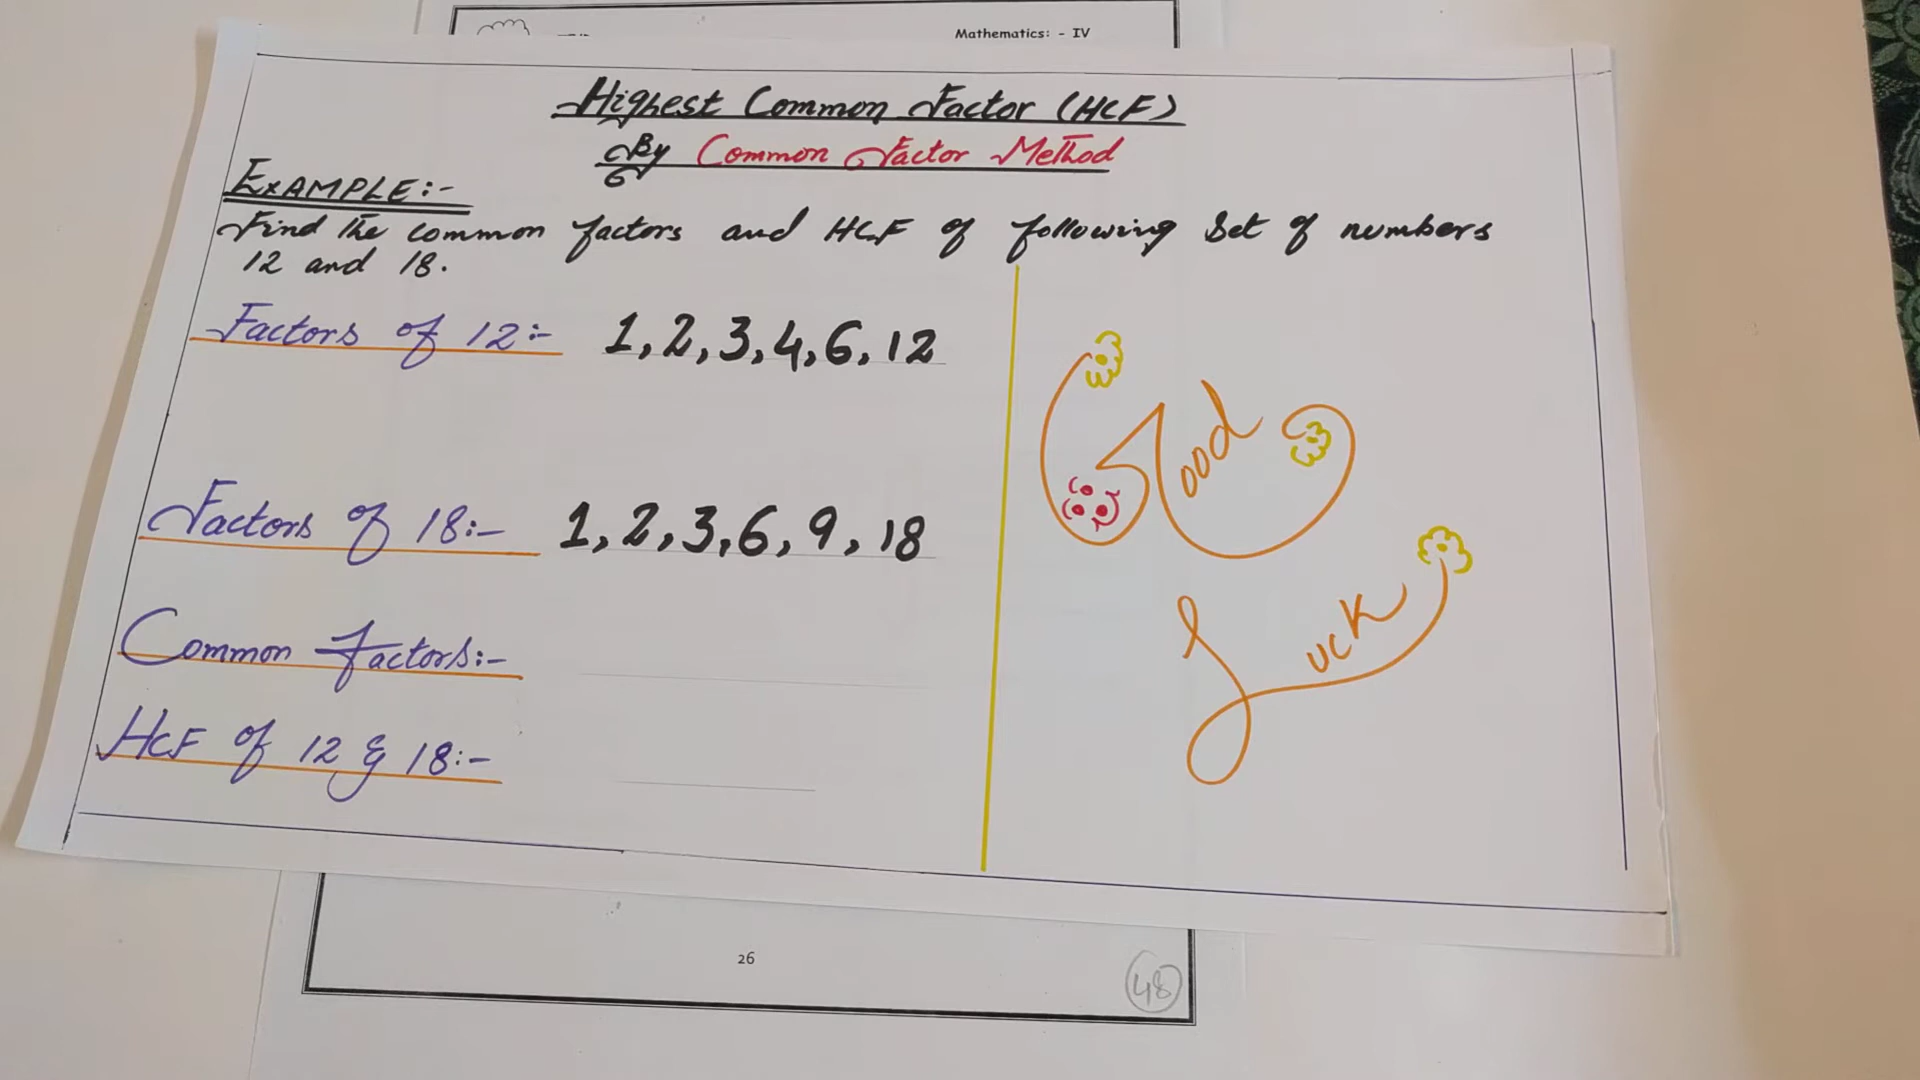 Mathematics: - IV
Highest Common Factor (HCF)
By Common Factor Method
EXAMPLE:-
Find the common factors and HCF of following set of numbers
12 and 18.
Factors of 12:- 1, 2, 3, 4, 6, 12
Factors of 18:- 1, 2, 3, 6, 9, 18
Common Factors:-
HCF of 12 & 18:-
Good
Luck
26
48